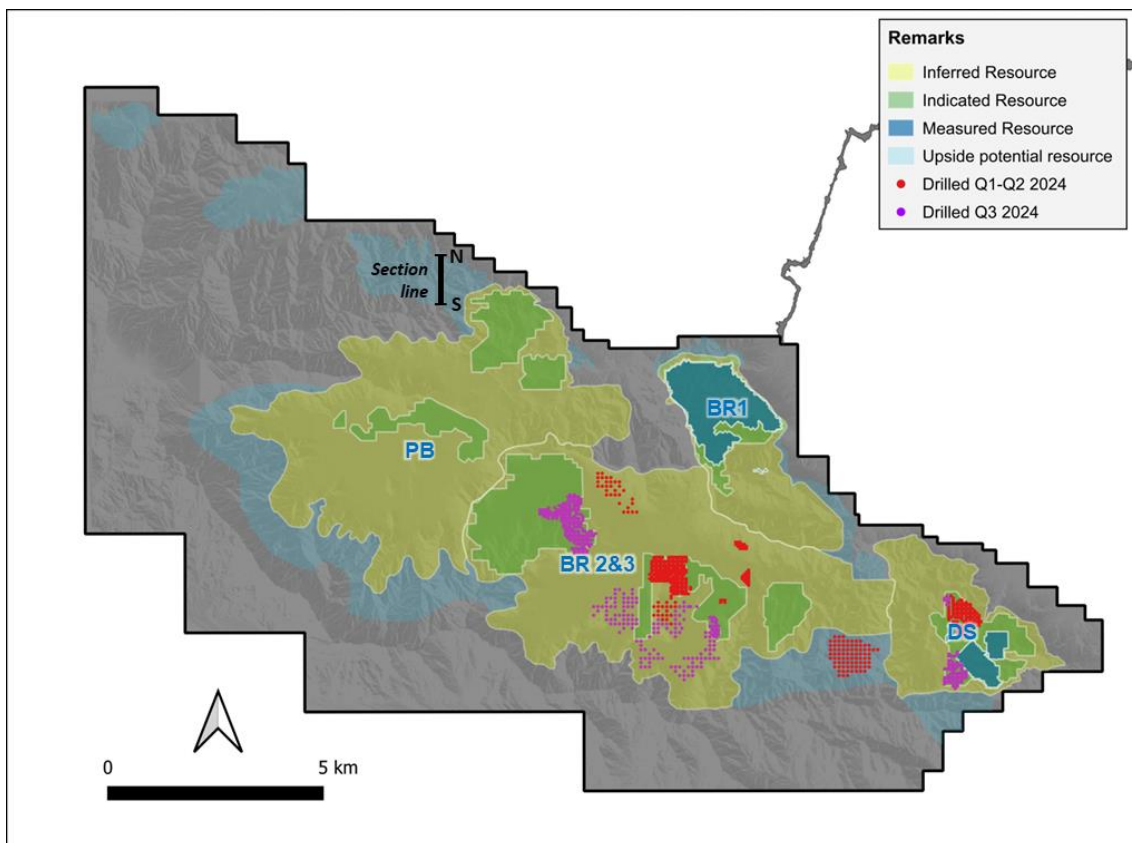 Remarks
Inferred Resource
Indicated Resource
Measured Resource
Upside potential resource
Drilled Q1-Q2 2024
Drilled Q3 2024
N
Section
line
S
BR1
PB
BR 2&3
DS
0
5 km